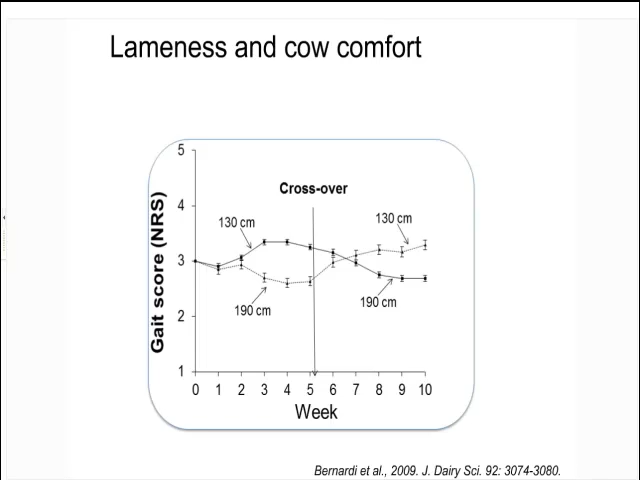 Lameness and cow comfort
Gait score (NRS)
5
4
3
2
1
Cross-over
130 cm
130 cm
190 cm
190 cm
0 1 2 3 4 5 6 7 8 9 10
Week
Bernardi et al., 2009. J. Dairy Sci. 92: 3074-3080.